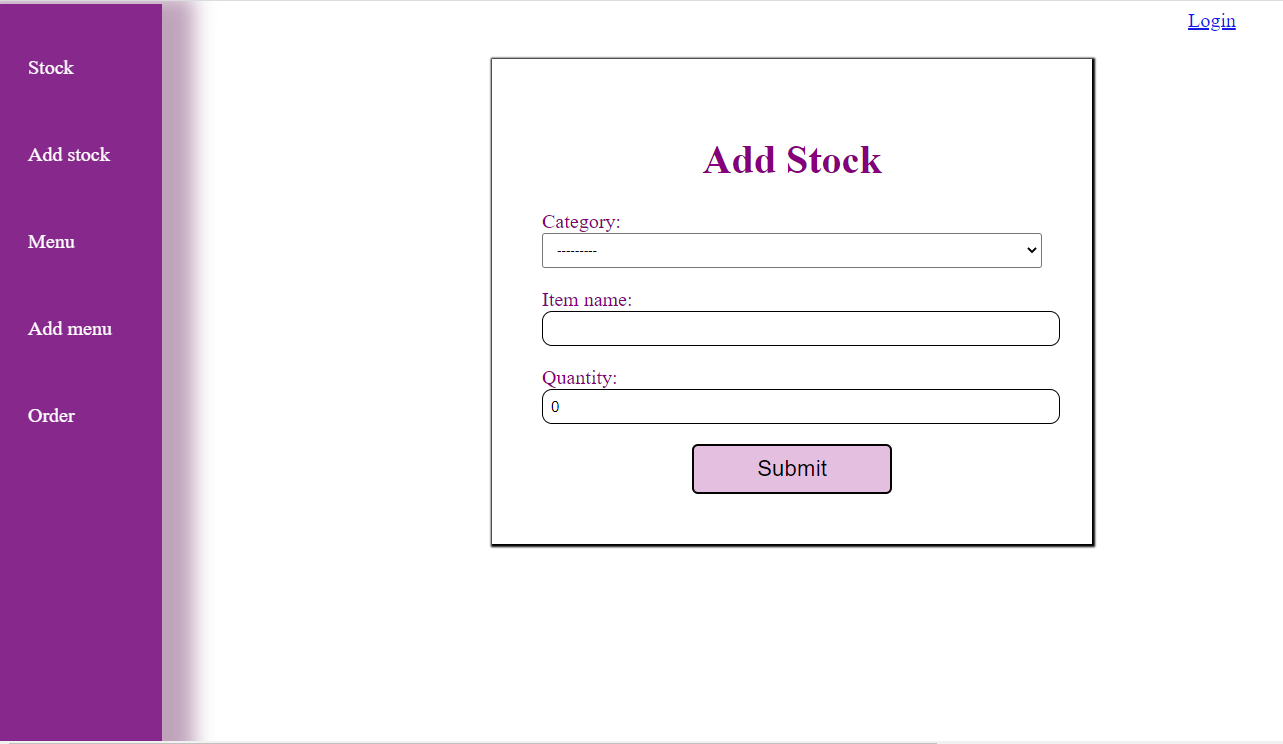 Login
Stock
Add stock
Menu
Add menu
Order
Add Stock
Category:
---------
Item name:
Quantity:
0
Submit